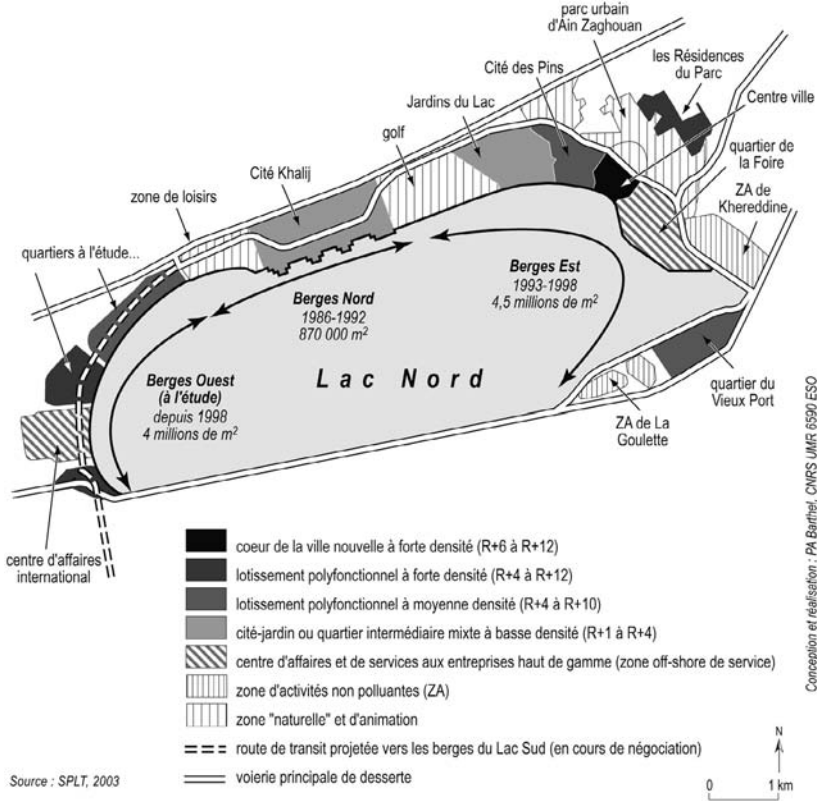 parc urbain
d'Ain Zaghouan
les Résidences
du Parc
Cité des Pins
Centre ville
Jardins du Lac
quartier de
la Foire
golf
ZA de
Khereddine
Cité Khalij
zone de loisirs
quartiers à l'étude...
Berges Est
1993-1998
4,5 millions de m²
Berges Nord
1986-1992
870 000 m²
Lac Nord
Berges Ouest
(à l'étude)
depuis 1998
4 millions de m²
quartier du
Vieux Port
ZA de La
Goulette
centre d'affaires
international
coeur de la ville nouvelle à forte densité (R+6 à R+12)
lotissement polyfonctionnel à forte densité (R+4 à R+12)
lotissement polyfonctionnel à moyenne densité (R+4 à R+10)
cité-jardin ou quartier intermédiaire mixte à basse densité (R+1 à R+4)
centre d'affaires et de services aux entreprises haut de gamme (zone off-shore de service)
zone d'activités non polluantes (ZA)
zone "naturelle" et d'animation
route de transit projetée vers les berges du Lac Sud (en cours de négociation)
voierie principale de desserte
Source : SPLT, 2003
N
0 1 km
Conception et réalisation : PA Barthel, CNRS UMR 6590 ESO